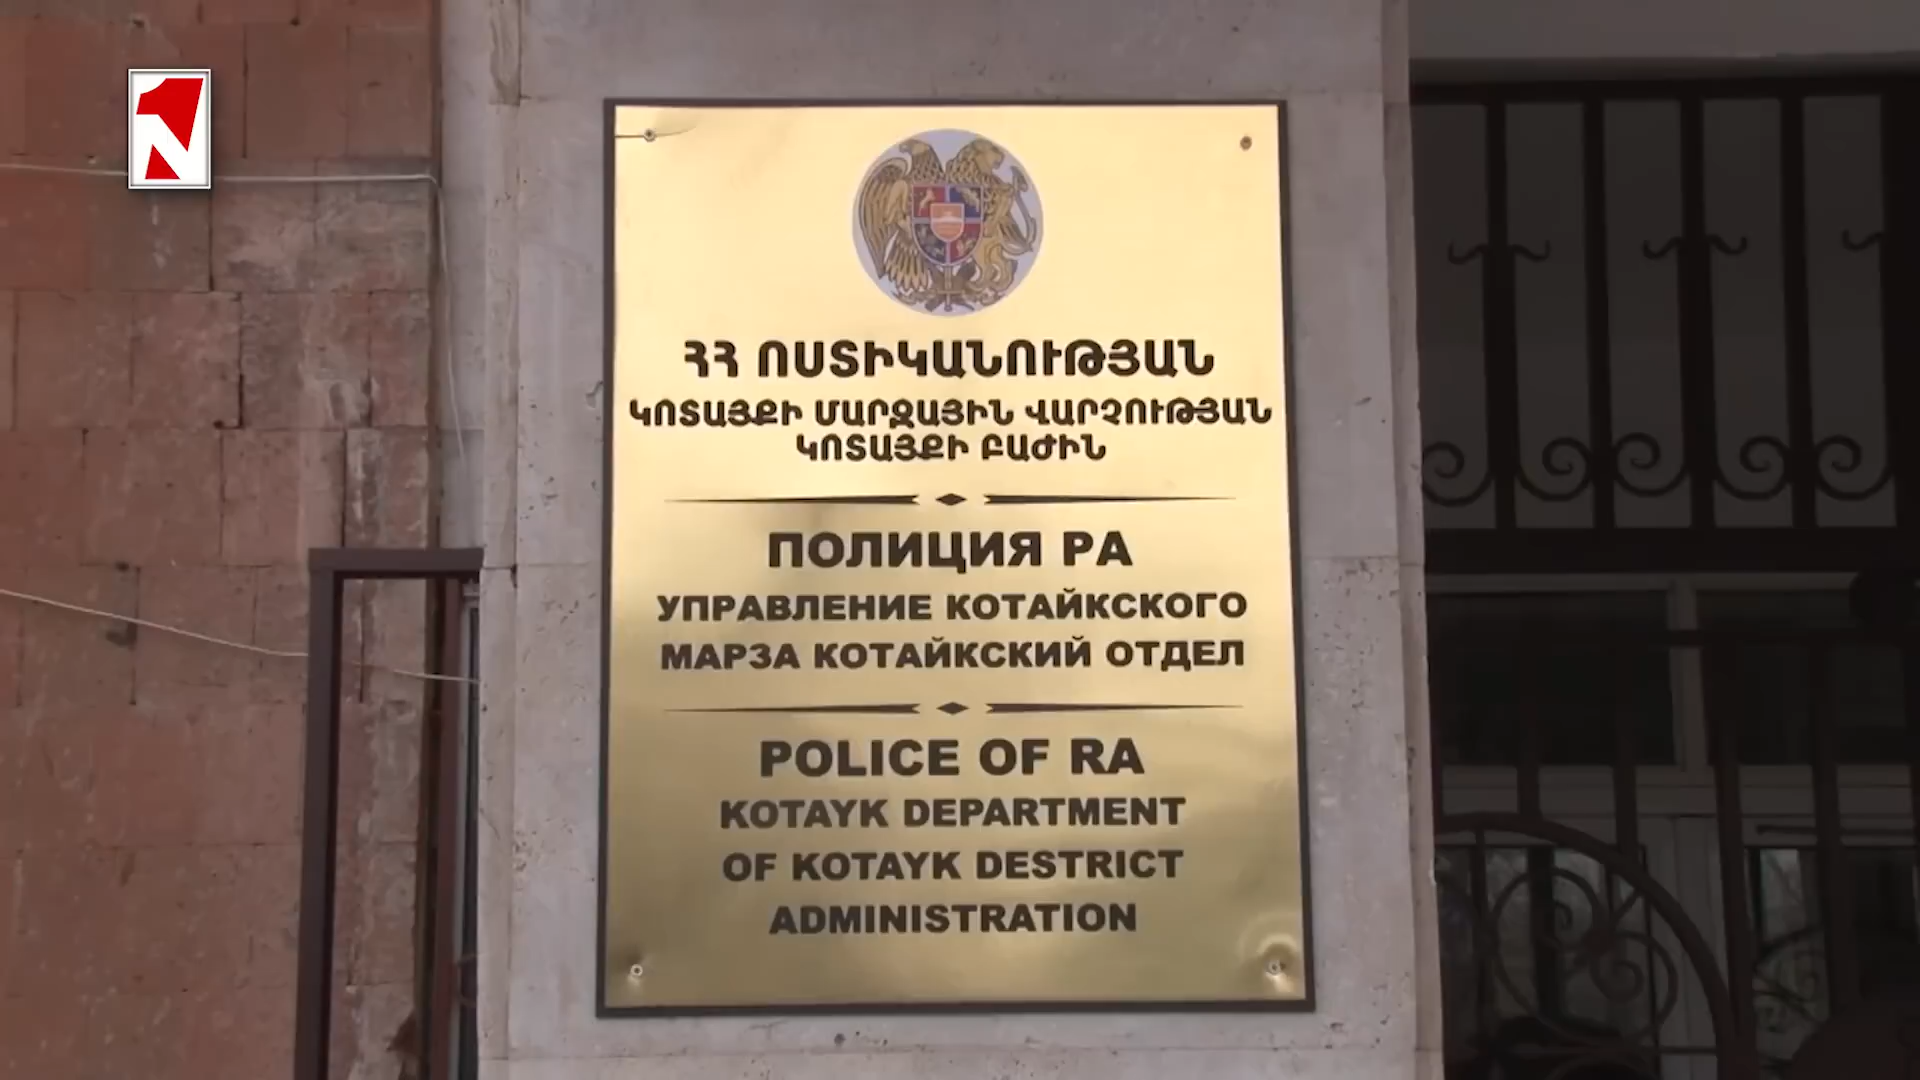 1N
ՀՀ ՈՍՏԻԿԱՆՈՒԹՅԱՆ
ԿՈՏԱՅՔԻ ՄԱՐԶԱՅԻՆ ՎԱՐՉՈՒԹՅԱՆ
ԿՈՏԱՅՔԻ ԲԱԺԻՆ
ПОЛИЦИЯ РА
УПРАВЛЕНИЕ КОТАЙКСКОГО
МАРЗА КОТАЙКСКИЙ ОТДЕЛ
POLICE OF RA
KOTAYK DEPARTMENT
OF KOTAYK DESTRICT
ADMINISTRATION